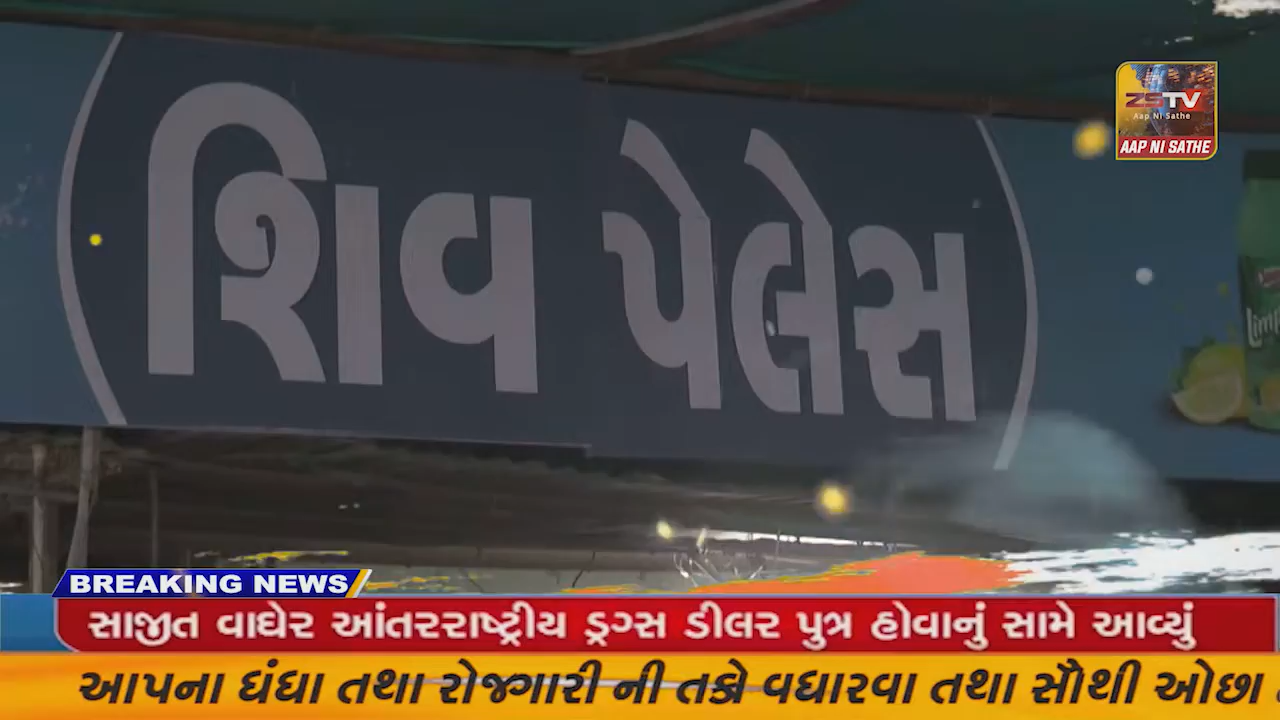 શિવ પેલેસ
ZSTV
Aap Ni Sathe
AAP NI SATHE
BREAKING NEWS
સાજીત વાઘેર આંતરરાષ્ટ્રીય ડ્રગ્સ ડીલર પુત્ર હોવાનું સામે આવ્યું
આપના ધંધા તથા રોજગારી ની તકો વધારવા તથા સૌથી ઓછા